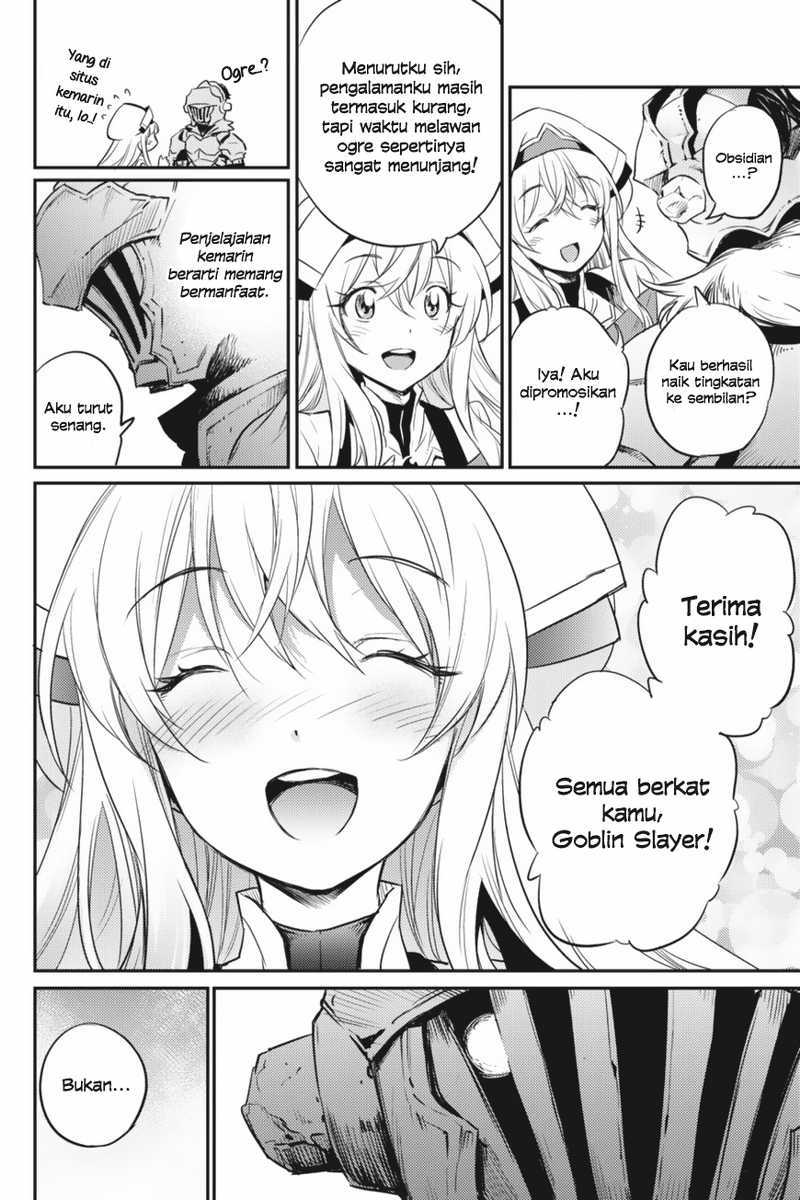 Obsidian
...?
Kau berhasil
naik tingkatan
ke sembilan?
Iya! Aku
dipromosikan
...!
Menurutku sih,
pengalamanku masih
termasuk kurang,
tapi waktu melawan
ogre sepertinya
sangat menunjang!
Ogre..?
Yang di
situs
kemarin
itu, lo..!
Penjelajahan
kemarin
berarti memang
bermanfaat.
Aku turut
senang.
Terima
kasih!
Semua berkat
kamu,
Goblin Slayer!
Bukan...